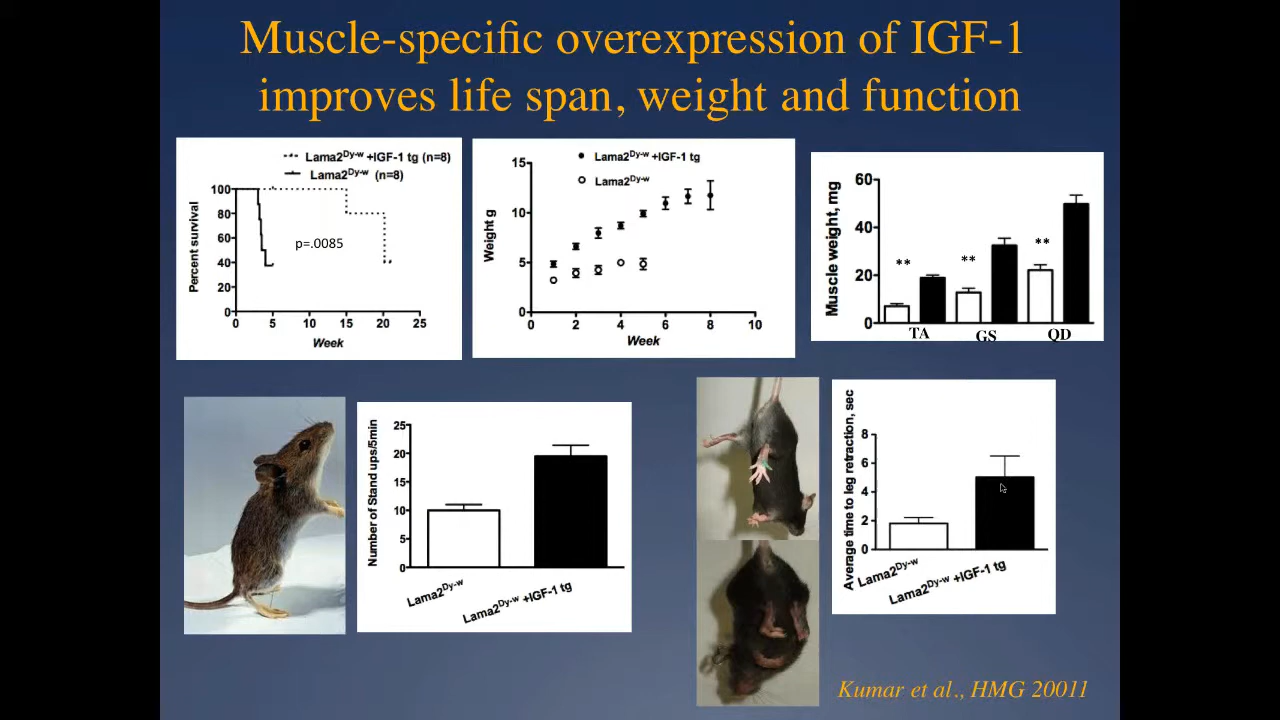 Muscle-specific overexpression of IGF-1
improves life span, weight and function
Lama2Dy-w +IGF-1 tg (n=8)
Lama2Dy-w (n=8)
Percent survival
100
80
60
40
20
0
p=.0085
0 5 10 15 20 25
Week
Lama2Dy-w +IGF-1 tg
Lama2Dy-w
Weight g
15
10
5
0
0 2 4 6 8 10
Week
Muscle weight, mg
60
40
20
0
** ** **
TA GS QD
Number of Stand ups/5min
25
20
15
10
5
0
Lama2Dy-w
Lama2Dy-w +IGF-1 tg
Average time to leg retraction, sec
8
6
4
2
0
Lama2Dy-w
Lama2Dy-w +IGF-1 tg
Kumar et al., HMG 20011